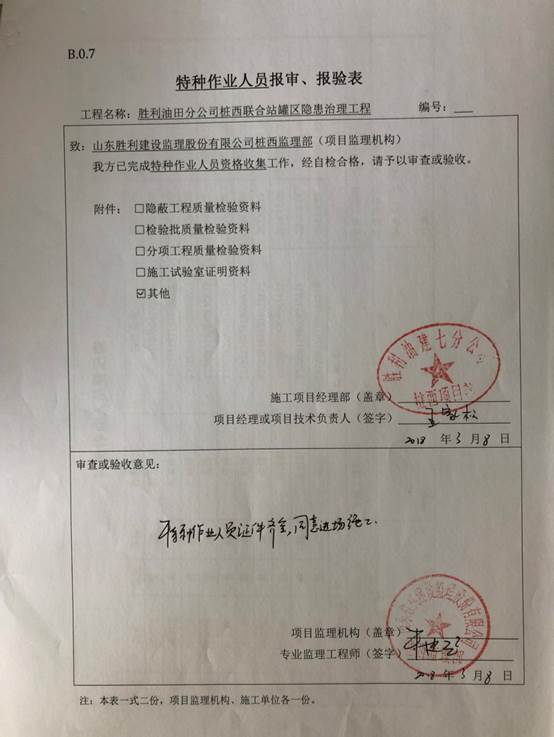 B.0.7
特种作业人员报审、报验表
工程名称：胜利油田分公司桩西联合站罐区隐患治理工程 编号：
致：山东胜利建设监理股份有限公司桩西监理部（项目监理机构）
我方已完成特种作业人员资格收集工作，经自检合格，请予以审查或验收。
附件：□隐蔽工程质量检验资料
□检验批质量检验资料
□分项工程质量检验资料
□施工试验室证明资料
☑其他
胜利油建七分公司
桩西项目部
施工项目经理部（盖章）
项目经理或项目技术负责人（签字）
2018 年 3 月 8 日
审查或验收意见：
特种作业人员证件齐全，同意进场施工.
项目监理机构（盖章）
专业监理工程师（签字）
2018 年 3 月 8 日
注：本表一式二份，项目监理机构、施工单位各一份。